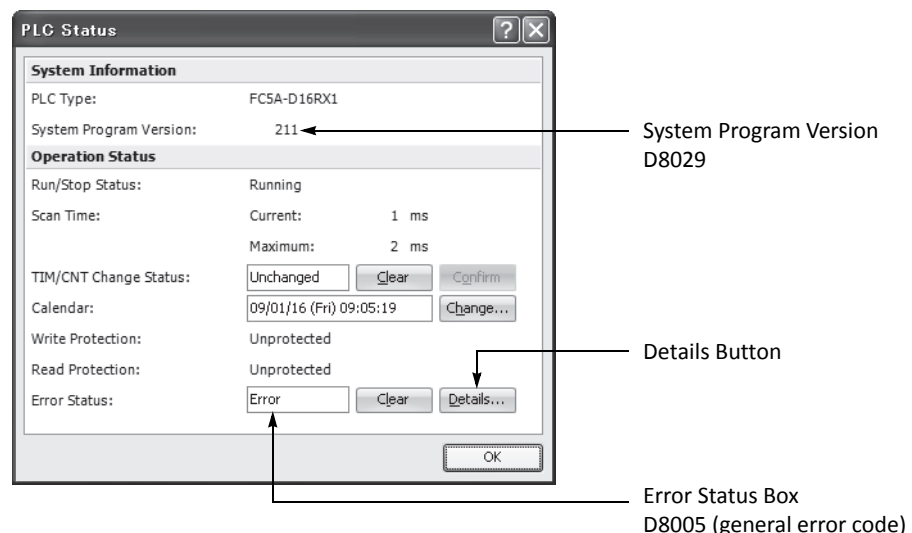 PLC Status
System Information
PLC Type: FC5A-D16RX1
System Program Version: 211
System Program Version
D8029
Operation Status
Run/Stop Status: Running
Scan Time: Current: 1 ms
Maximum: 2 ms
TIM/CNT Change Status: Unchanged Clear Confirm
Calendar: 09/01/16 (Fri) 09:05:19 Change...
Write Protection: Unprotected
Details Button
Read Protection: Unprotected
Error Status: Error Clear Details...
OK
Error Status Box
D8005 (general error code)